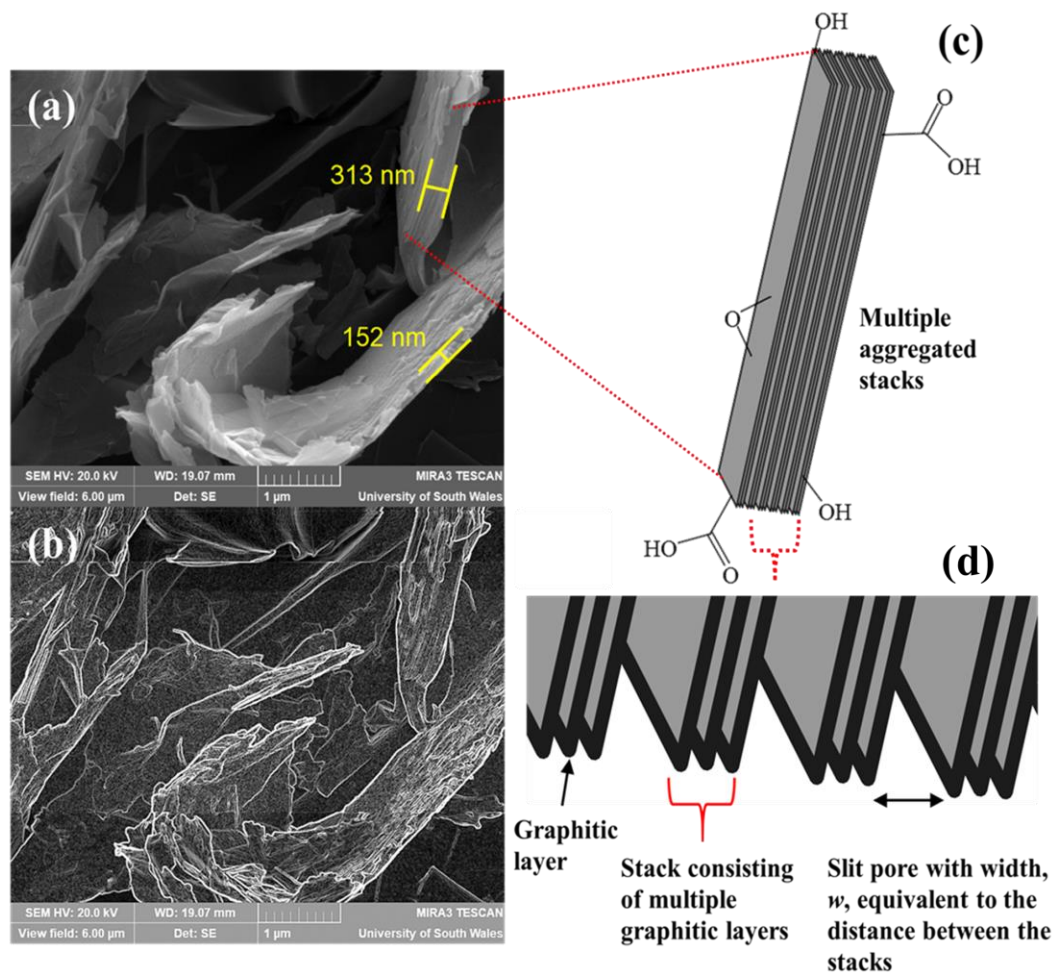 (a)
313 nm
152 nm
SEM HV: 20.0 kV WD: 19.07 mm MIRA3 TESCAN
View field: 6.00 µm Det: SE 1 µm University of South Wales
(b)
SEM HV: 20.0 kV WD: 19.07 mm MIRA3 TESCAN
View field: 6.00 µm Det: SE 1 µm University of South Wales
OH
(c)
O
OH
O
Multiple
aggregated
stacks
OH
HO
O
(d)
Graphitic
layer
Stack consisting
of multiple
graphitic layers
Slit pore with width,
w, equivalent to the
distance between the
stacks